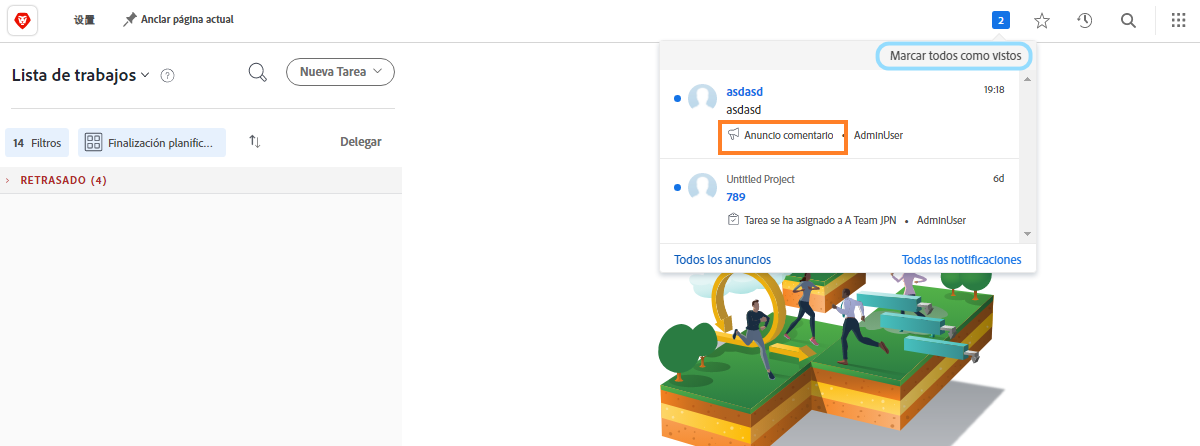 设置
Anclar página actual
2
Lista de trabajos
?
Nueva Tarea
14 Filtros
Finalización planific...
Delegar
RETRASADO (4)
Marcar todos como vistos
asdasd
19:18
asdasd
Anuncio comentario • AdminUser
Untitled Project
6d
789
Tarea se ha asignado a A Team JPN • AdminUser
Todos los anuncios
Todas las notificaciones